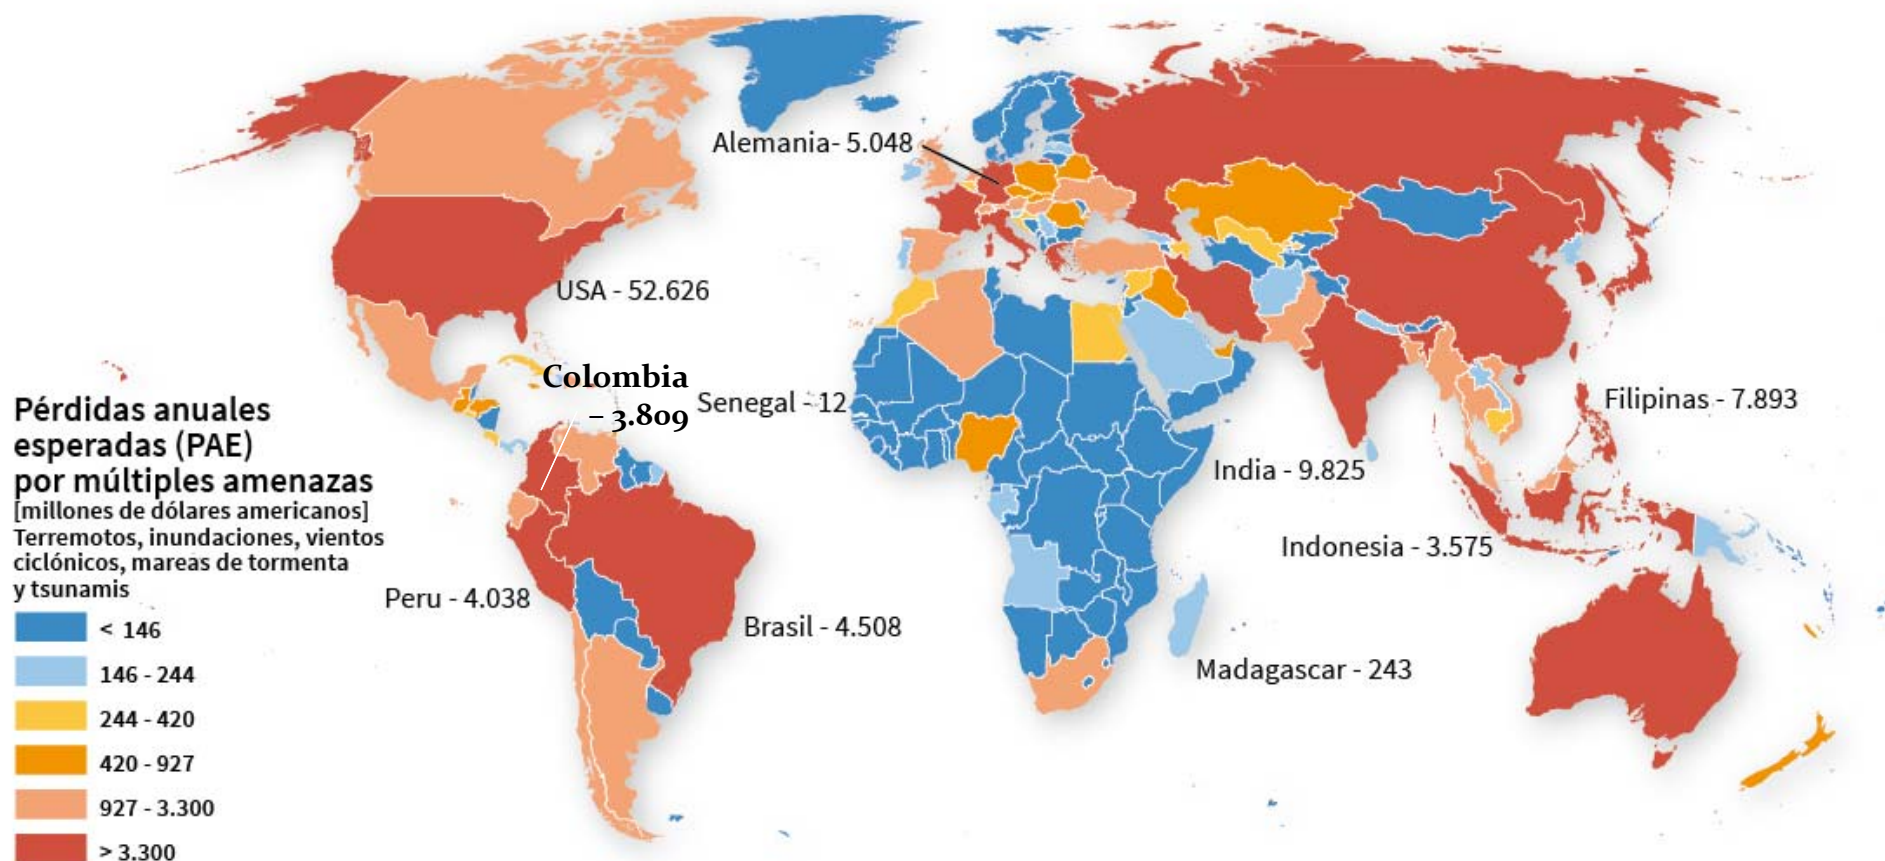 Alemania- 5.048
USA - 52.626
Colombia
– 3.809
Senegal - 12
Filipinas - 7.893
India - 9.825
Indonesia - 3.575
Peru - 4.038
Brasil - 4.508
Madagascar - 243
Pérdidas anuales
esperadas (PAE)
por múltiples amenazas
[millones de dólares americanos]
Terremotos, inundaciones, vientos
ciclónicos, mareas de tormenta
y tsunamis
< 146
146 - 244
244 - 420
420 - 927
927 - 3.300
> 3.300